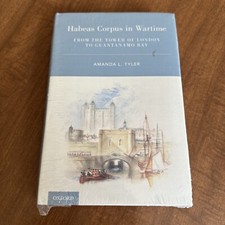 Habeas Corpus in Wartime
FROM THE TOWER OF LONDON
TO GUANTANAMO BAY
AMANDA L. TYLER
OXFORD